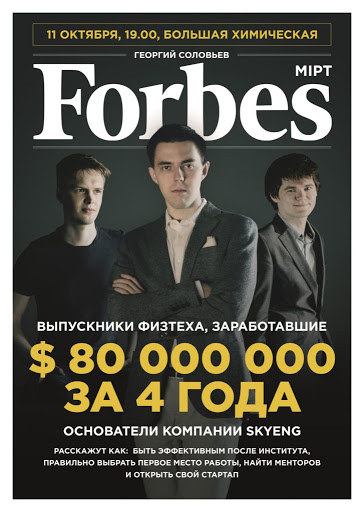 11 ОКТЯБРЯ, 19.00, БОЛЬШАЯ ХИМИЧЕСКАЯ
ГЕОРГИЙ СОЛОВЬЕВ
MIPT
Forbes
ВЫПУСКНИКИ ФИЗТЕХА, ЗАРАБОТАВШИЕ
$ 80 000 000
ЗА 4 ГОДА
ОСНОВАТЕЛИ КОМПАНИИ SKYENG
РАССКАЖУТ КАК: БЫТЬ ЭФФЕКТИВНЫМ ПОСЛЕ ИНСТИТУТА,
ПРАВИЛЬНО ВЫБРАТЬ ПЕРВОЕ МЕСТО РАБОТЫ, НАЙТИ МЕНТОРОВ
И ОТКРЫТЬ СВОЙ СТАРТАП